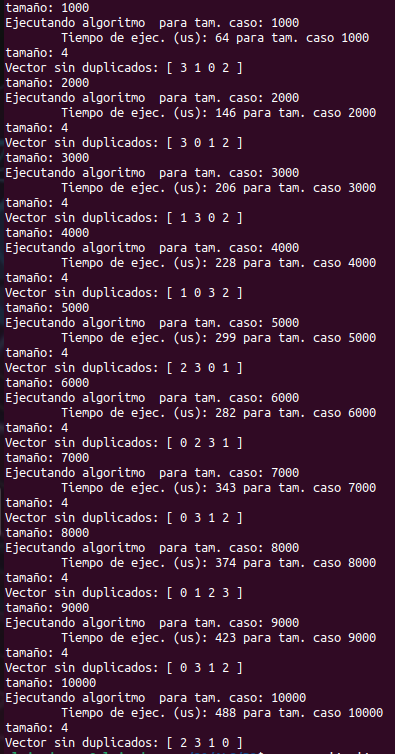 tamaño: 1000
Ejecutando algoritmo  para tam. caso: 1000
        Tiempo de ejec. (us): 64 para tam. caso 1000
tamaño: 4
Vector sin duplicados: [ 3 1 0 2 ]
tamaño: 2000
Ejecutando algoritmo  para tam. caso: 2000
        Tiempo de ejec. (us): 146 para tam. caso 2000
tamaño: 4
Vector sin duplicados: [ 3 0 1 2 ]
tamaño: 3000
Ejecutando algoritmo  para tam. caso: 3000
        Tiempo de ejec. (us): 206 para tam. caso 3000
tamaño: 4
Vector sin duplicados: [ 1 3 0 2 ]
tamaño: 4000
Ejecutando algoritmo  para tam. caso: 4000
        Tiempo de ejec. (us): 228 para tam. caso 4000
tamaño: 4
Vector sin duplicados: [ 1 0 3 2 ]
tamaño: 5000
Ejecutando algoritmo  para tam. caso: 5000
        Tiempo de ejec. (us): 299 para tam. caso 5000
tamaño: 4
Vector sin duplicados: [ 2 3 0 1 ]
tamaño: 6000
Ejecutando algoritmo  para tam. caso: 6000
        Tiempo de ejec. (us): 282 para tam. caso 6000
tamaño: 4
Vector sin duplicados: [ 0 2 3 1 ]
tamaño: 7000
Ejecutando algoritmo  para tam. caso: 7000
        Tiempo de ejec. (us): 343 para tam. caso 7000
tamaño: 4
Vector sin duplicados: [ 0 3 1 2 ]
tamaño: 8000
Ejecutando algoritmo  para tam. caso: 8000
        Tiempo de ejec. (us): 374 para tam. caso 8000
tamaño: 4
Vector sin duplicados: [ 0 1 2 3 ]
tamaño: 9000
Ejecutando algoritmo  para tam. caso: 9000
        Tiempo de ejec. (us): 423 para tam. caso 9000
tamaño: 4
Vector sin duplicados: [ 0 3 1 2 ]
tamaño: 10000
Ejecutando algoritmo  para tam. caso: 10000
        Tiempo de ejec. (us): 488 para tam. caso 10000
tamaño: 4
Vector sin duplicados: [ 2 3 1 0 ]